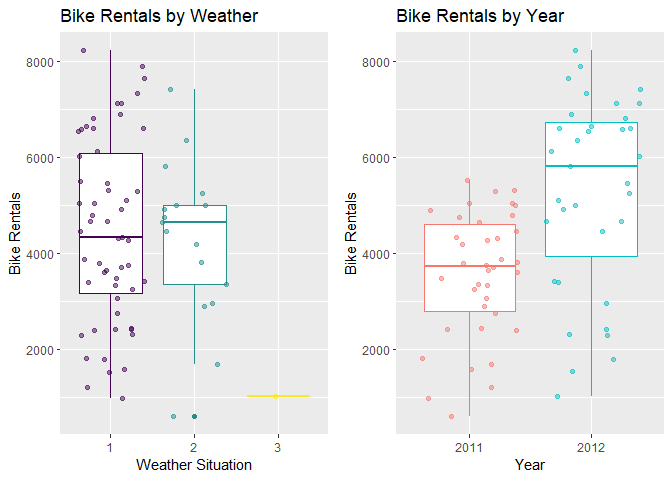 Bike Rentals by Weather
Bike Rentals
8000
6000
4000
2000
1 2 3
Weather Situation
Bike Rentals by Year
Bike Rentals
8000
6000
4000
2000
2011 2012
Year